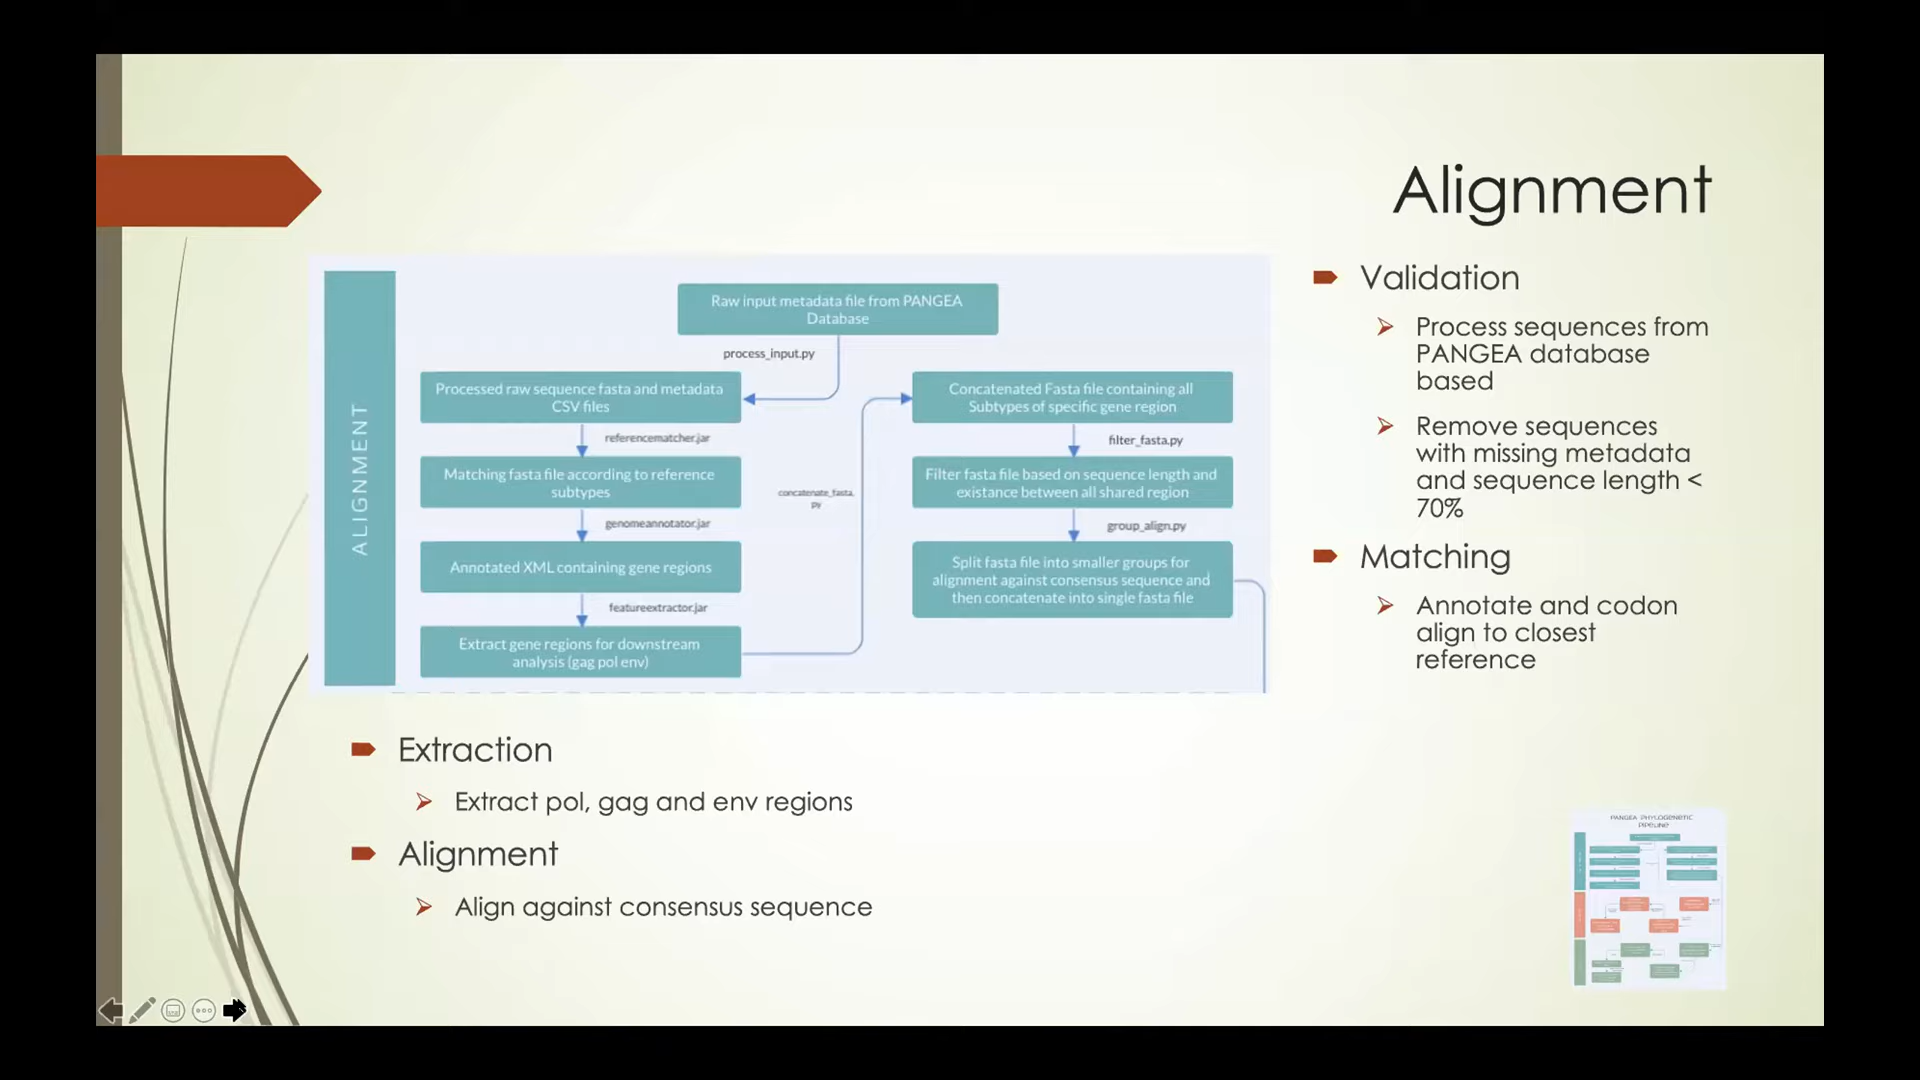 Alignment
ALIGNMENT
Raw input metadata file from PANGEA
Database
process_input.py
Processed raw sequence fasta and metadata
CSV files
referencematcher.jar
Matching fasta file according to reference
subtypes
genomeannotator.jar
Annotated XML containing gene regions
featureextractor.jar
Extract gene regions for downstream
analysis (gag pol env)
concatenate_fasta.
py
Concatenated Fasta file containing all
Subtypes of specific gene region
filter_fasta.py
Filter fasta file based on sequence length and
existance between all shared region
group_align.py
Split fasta file into smaller groups for
alignment against consensus sequence and
then concatenate into single fasta file
Validation
Process sequences from
PANGEA database
based
Remove sequences
with missing metadata
and sequence length <
70%
Matching
Annotate and codon
align to closest
reference
Extraction
Extract pol, gag and env regions
Alignment
Align against consensus sequence
PANGEA PHYLOGENETIC
PIPELINE